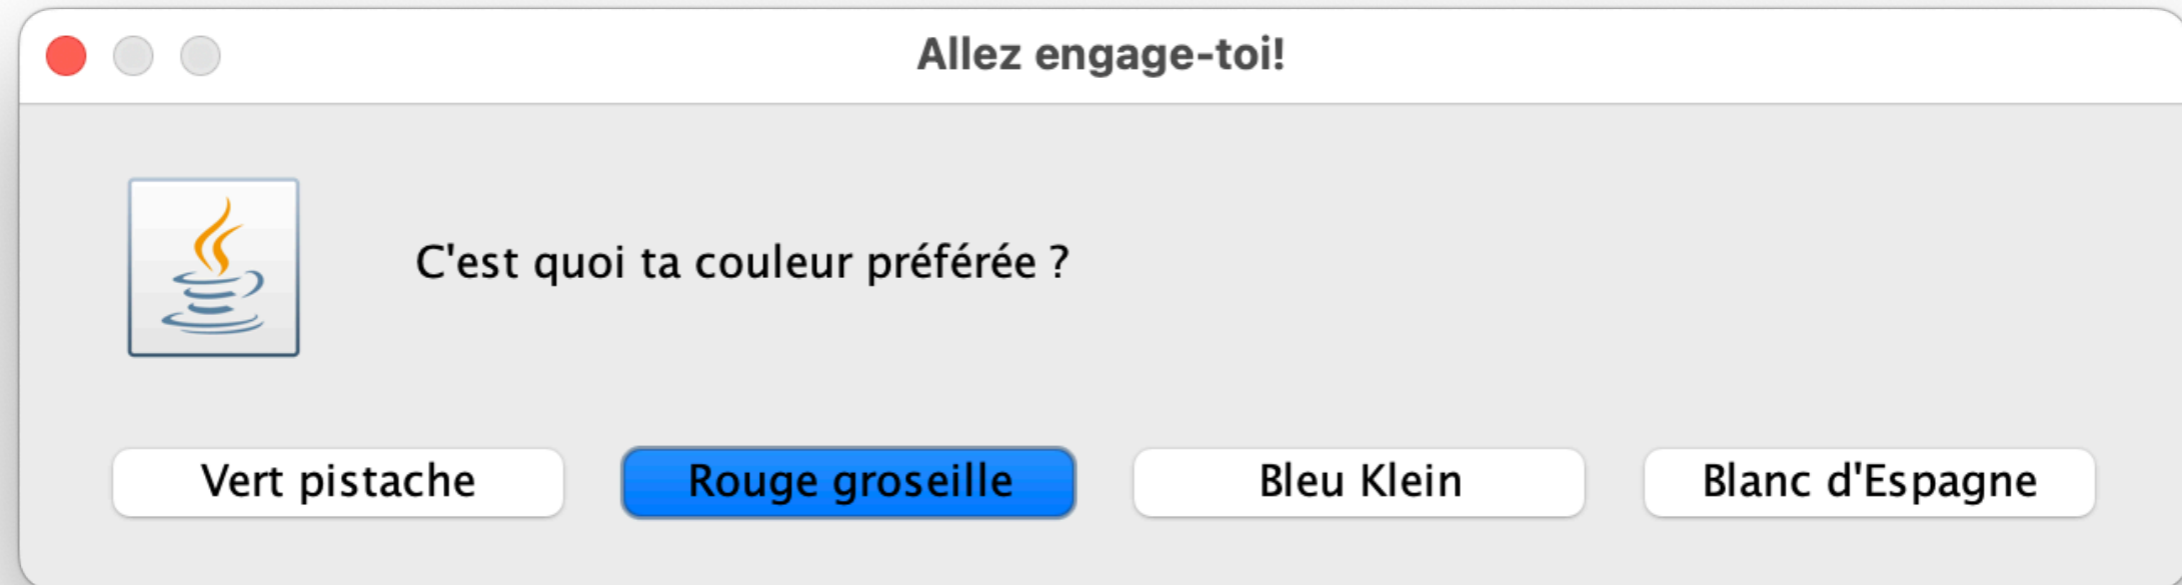 Allez engage-toi!
C'est quoi ta couleur préférée ?
Vert pistache
Rouge groseille
Bleu Klein
Blanc d'Espagne